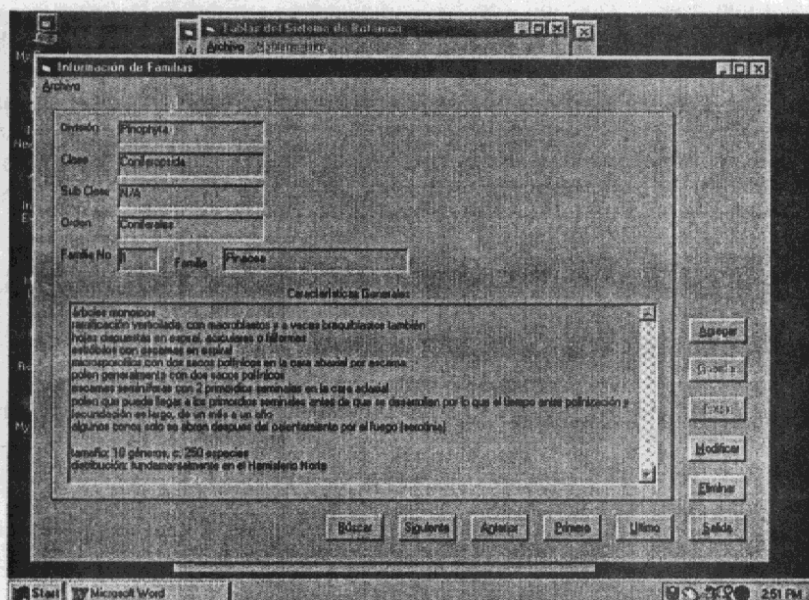 Tablas del Sistema de Botanica
Archivo
Información de Familias
Archivo
División Pinophyta
Clase Coniferopsida
Sub Clase N/A
Orden Coniferales
Familia No 1 Familia Pinacea
Características Generales
árboles monoicos
ramificación verticilada, con macroblastos y a veces braquiblastos también
hojas dispuestas en espiral, aciculares o filiformes
estróbilos con escamas en espiral
microsporofilos con dos sacos polínicos en la cara abaxial por escama
polen generalmente con dos sacos polínicos
escamas seminíferas con 2 primordios seminales en la cara adaxial
polen que puede llegar a los primordios seminales antes de que se desarrollen por lo que el tiempo entre polinización y
fecundación es largo, de un mes a un año
algunos conos solo se abren despues del calentamiento por el fuego (serotinia)
tamaño: 10 géneros, c. 250 especies
distribución: fundamentalmente en el Hemisferio Norte
Agregar
Modificar
Eliminar
Búscar Siguiente Anterior Primero Ultimo Salida
Start Microsoft Word 2:51 PM